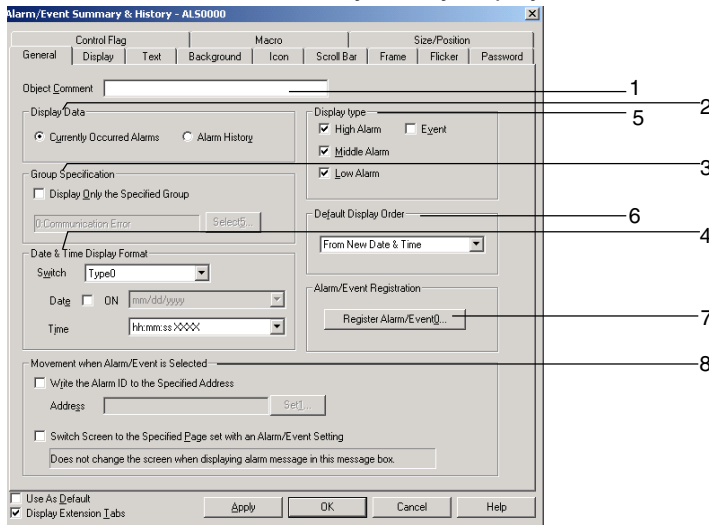 Alarm/Event Summary & History - ALS0000
Control Flag Macro Size/Position
General Display Text Background Icon Scroll Bar Frame Flicker Password
Object Comment
1
Display Data
2
Currently Occurred Alarms Alarm History
Display type
5
High Alarm Event
Middle Alarm
Low Alarm
Group Specification
3
Display Only the Specified Group
0:Communication Error Select5...
Default Display Order
6
From New Date & Time
Date & Time Display Format
4
Switch Type0
Date ON mm/dd/yyyy
Time hh:mm:ss XXXX
Alarm/Event Registration
Register Alarm/Event0...
7
Movement when Alarm/Event is Selected
8
Write the Alarm ID to the Specified Address
Address Set1...
Switch Screen to the Specified Page set with an Alarm/Event Setting
Does not change the screen when displaying alarm message in this message box.
Use As Default
Display Extension Tabs
Apply OK Cancel Help